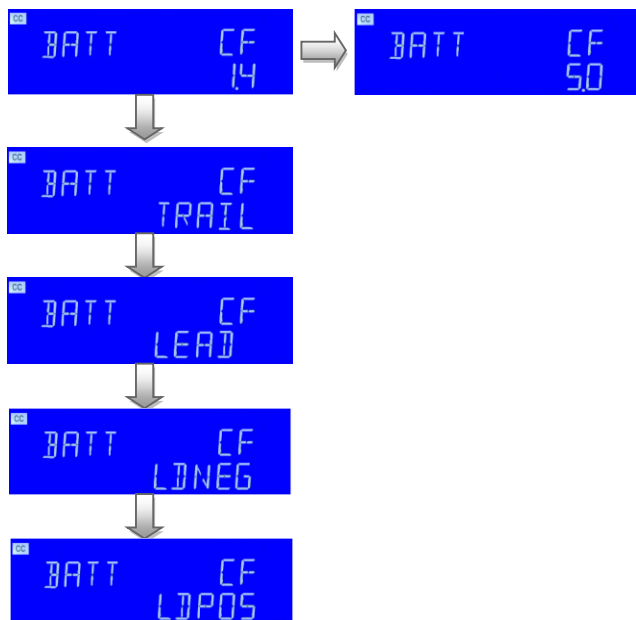 CC
BATT CF
1.4
CC
BATT CF
5.0
CC
BATT CF
TRAIL
CC
BATT CF
LEAD
CC
BATT CF
LDNEG
CC
BATT CF
LDPOS